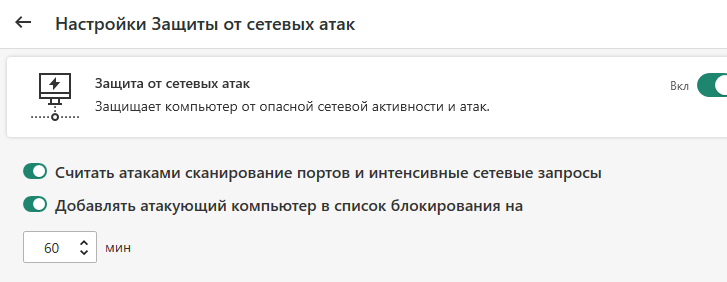 Настройки Защиты от сетевых атак
Защита от сетевых атак
Вкл
Защищает компьютер от опасной сетевой активности и атак.
Считать атаками сканирование портов и интенсивные сетевые запросы
Добавлять атакующий компьютер в список блокирования на
60 мин